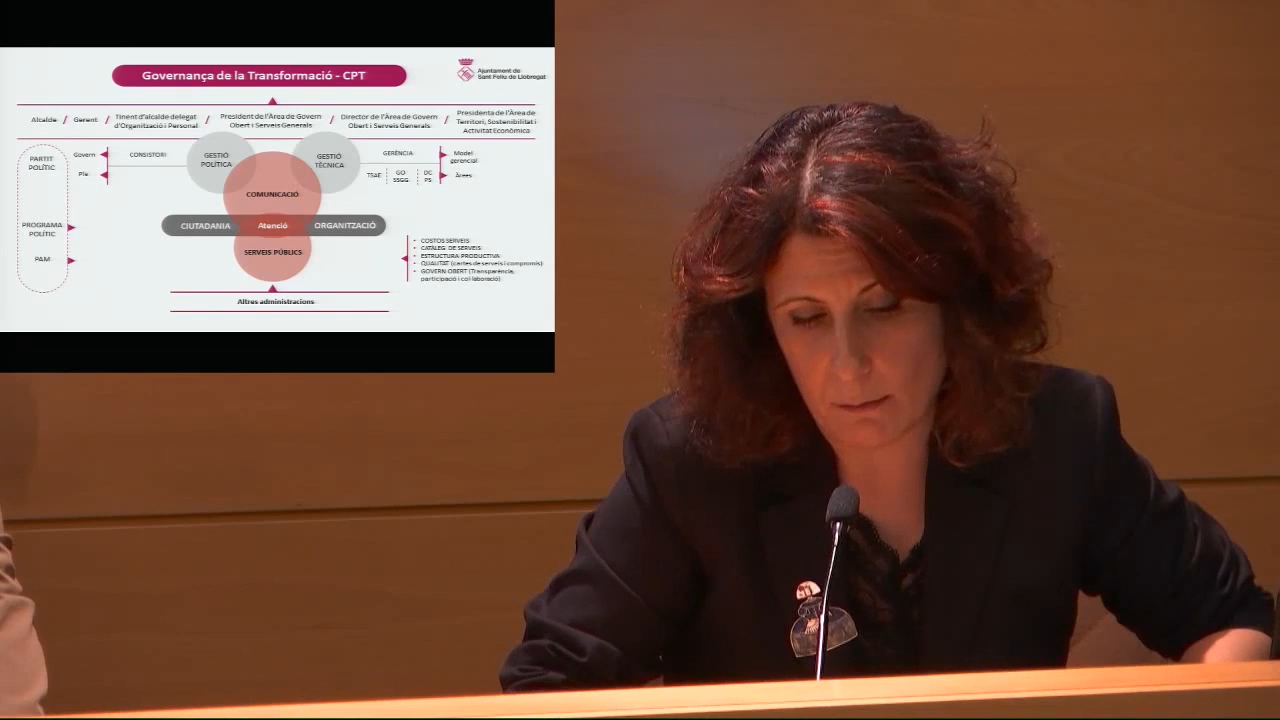 Governança de la Transformació - CPT
Ajuntament de
Sant Feliu de Llobregat
Alcalde / Gerent / Tinent d'alcalde delegat
d'Organització i Personal / President de l'Àrea de Govern
Obert i Serveis Generals / Director de l'Àrea de Govern
Obert i Serveis Generals / Presidenta de l'Àrea de
Territori, Sostenibilitat i
Activitat Econòmica
PARTIT
POLÍTIC
Govern
Ple
CONSISTORI
GESTIÓ
POLÍTICA
GESTIÓ
TÈCNICA
GERÈNCIA
TSAE
GO
SSGG
DC
PS
Model
gerencial
Àrees
COMUNICACIÓ
CIUTADANIA
Atenció
ORGANITZACIÓ
SERVEIS PÚBLICS
PROGRAMA
POLÍTIC
PAM
• COSTOS SERVEIS
• CATÀLEG DE SERVEIS
• ESTRUCTURA PRODUCTIVA
• QUALITAT (cartes de serveis i compromís)
• GOVERN OBERT (Transparència,
participació i col·laboració)
Altres administracions